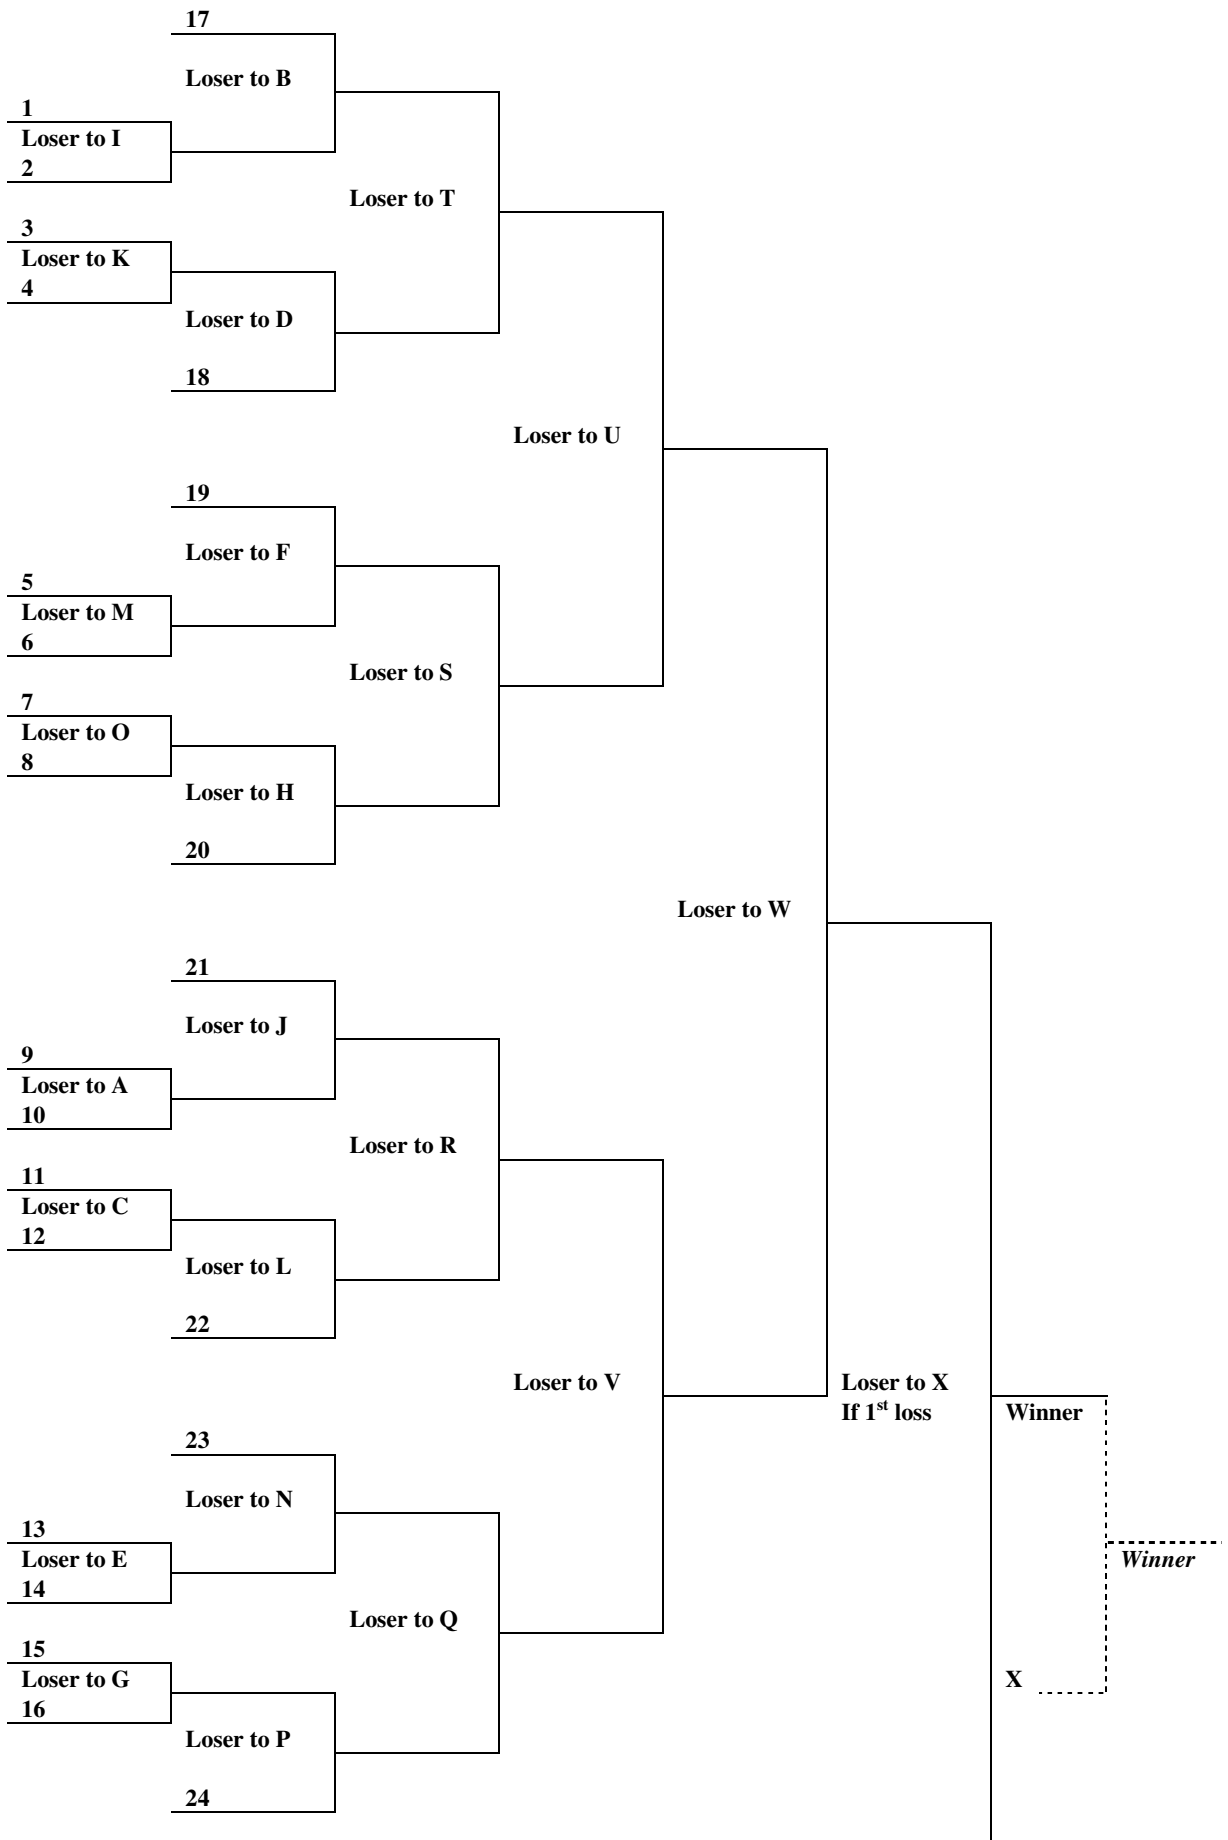 17
Loser to B
1
Loser to I
2
Loser to T
3
Loser to K
4
Loser to D
18
Loser to U
19
Loser to F
5
Loser to M
6
Loser to S
7
Loser to O
8
Loser to H
20
Loser to W
21
Loser to J
9
Loser to A
10
Loser to R
11
Loser to C
12
Loser to L
22
Loser to V
Loser to X
If 1st loss
Winner
23
Loser to N
13
Loser to E
14
Winner
Loser to Q
15
Loser to G
16
X
Loser to P
24